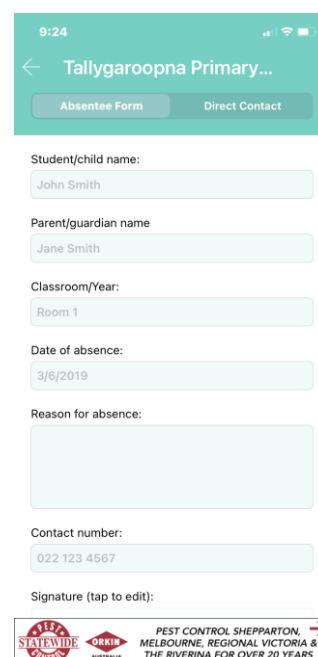 9:24
Tallygaroopna Primary...
Absentee Form
Direct Contact
Student/child name:
John Smith
Parent/guardian name
Jane Smith
Classroom/Year:
Room 1
Date of absence:
3/6/2019
Reason for absence:
Contact number:
022 123 4567
Signature (tap to edit):
PEST
STATEWIDE
ORKIN
AUSTRALIA
PEST CONTROL SHEPPARTON,
MELBOURNE, REGIONAL VICTORIA &
THE RIVERINA FOR OVER 20 YEARS